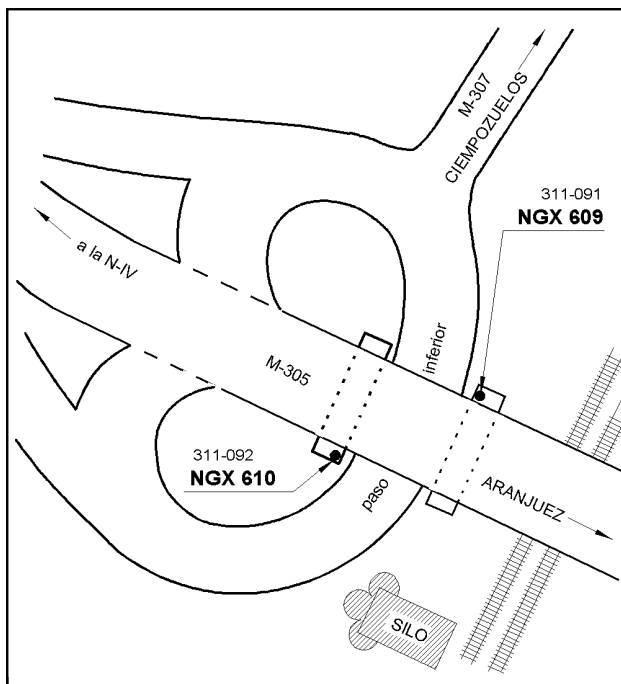 M-307
CIEMPOZUELOS
311-091
NGX 609
a la N-IV
inferior
M-305
311-092
NGX 610
paso
ARANJUEZ
SILO